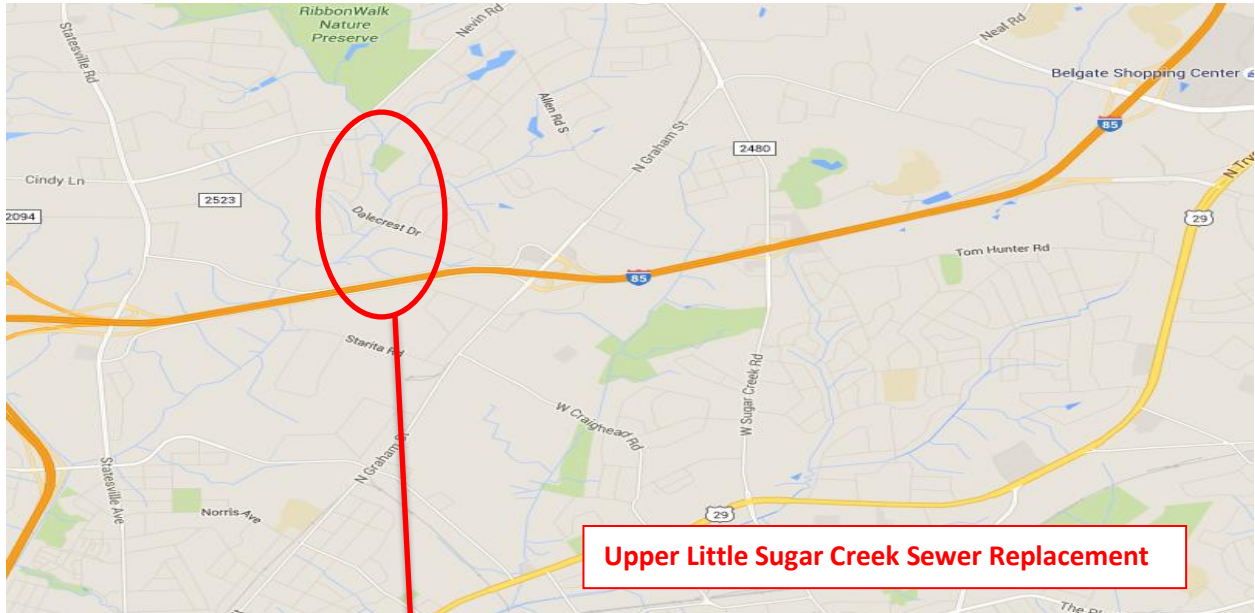 RibbonWalk
Nature
Preserve
Nevin Rd
Statesville Rd
Neal Rd
Belgate Shopping Center
Allen Rd S
85
N Graham St
2480
Cindy Ln
2523
2094
Dalecrest Dr
29
Tom Hunter Rd
85
Starita Rd
W Craighead Rd
W Sugar Creek Rd
N Graham St
Statesville Ave
Norris Ave
29
Upper Little Sugar Creek Sewer Replacement